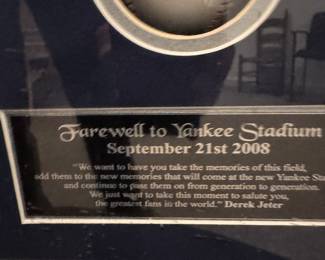 Farewell to Yankee Stadium
September 21st 2008
"We want to have you take the memories of this field,
add them to the new memories that will come at the new Yankee Sta
and continue to pass them on from generation to generation.
We just want to take this moment to salute you,
the greatest fans in the world." Derek Jeter